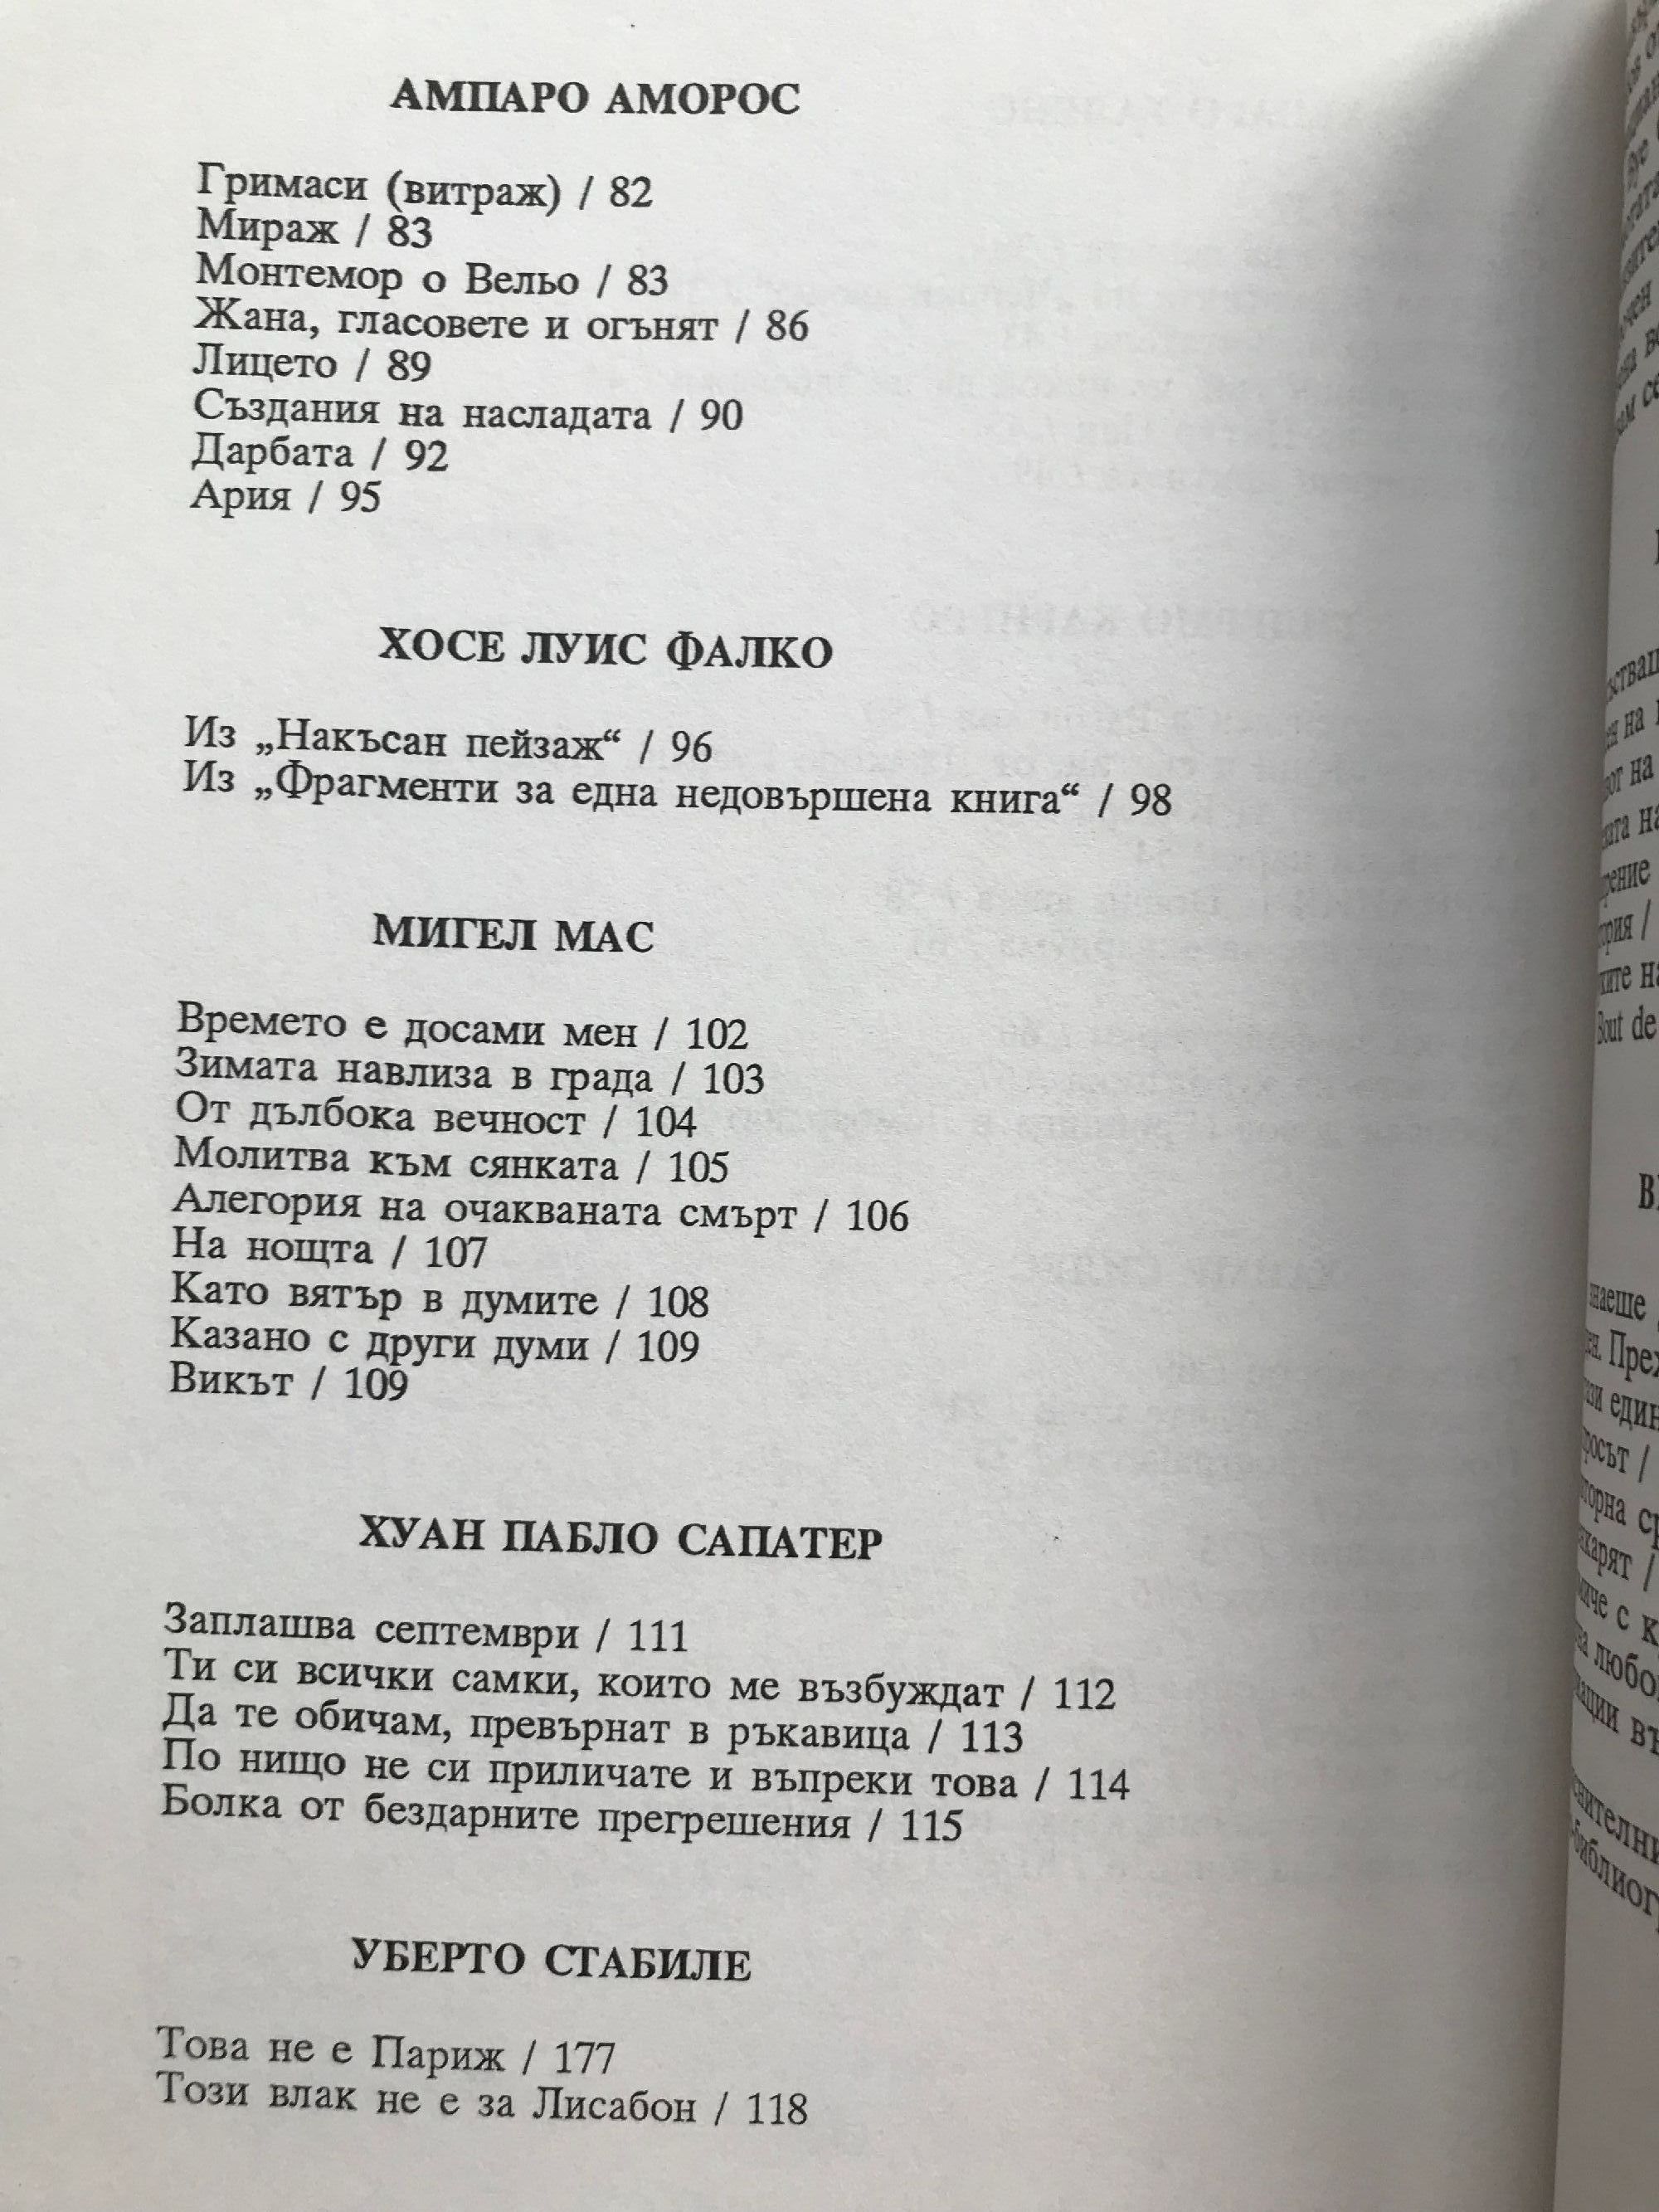 АМПАРО АМОРОС
Гримаси (витраж) / 82
Мираж / 83
Монтемор о Вельо / 83
Жана, гласовете и огънят / 86
Лицето / 89
Създания на насладата / 90
Дарбата / 92
Ария / 95
ХОСЕ ЛУИС ФАЛКО
Из „Накъсан пейзаж“ / 96
Из „Фрагменти за една недовършена книга“ / 98
МИГЕЛ МАС
Времето е досами мен / 102
Зимата навлиза в града / 103
От дълбока вечност / 104
Молитва към сянката / 105
Алегория на очакваната смърт / 106
На нощта / 107
Като вятър в думите / 108
Казано с други думи / 109
Викът / 109
ХУАН ПАБЛО САПАТЕР
Заплашва септември / 111
Ти си всички самки, които ме възбуждат / 112
Да те обичам, превърнат в ръкавица / 113
По нищо не си приличате и въпреки това / 114
Болка от бездарните прегрешения / 115
УБЕРТО СТАБИЛЕ
Това не е Париж / 177
Този влак не е за Лисабон / 118